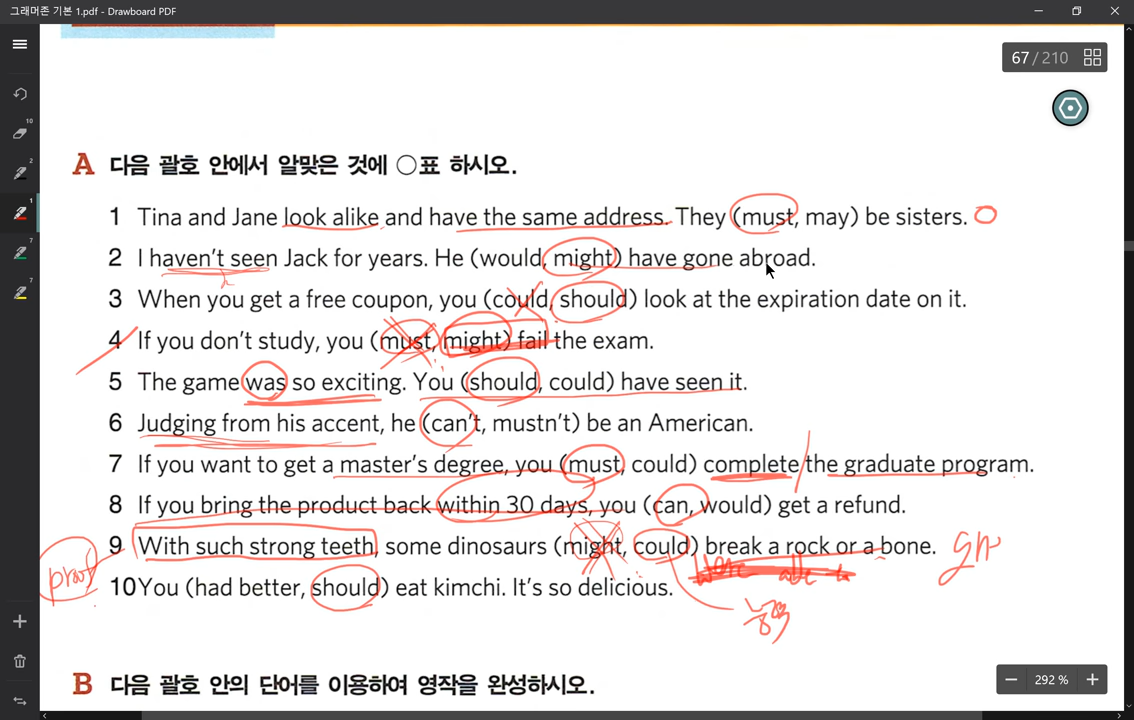 그래머존 기본 1.pdf - Drawboard PDF
67 / 210
10
2
1
7
7
A 다음 괄호 안에서 알맞은 것에 ○표 하시오.
1 Tina and Jane look alike and have the same address. They (must, may) be sisters.
2 I haven't seen Jack for years. He (would, might) have gone abroad.
3 When you get a free coupon, you (could, should) look at the expiration date on it.
4 If you don't study, you (must, might) fail the exam.
5 The game was so exciting. You (should, could) have seen it.
6 Judging from his accent, he (can't, mustn't) be an American.
7 If you want to get a master's degree, you (must, could) complete the graduate program.
8 If you bring the product back within 30 days, you (can, would) get a refund.
9 With such strong teeth, some dinosaurs (might, could) break a rock or a bone.
proof
10 You (had better, should) eat kimchi. It's so delicious.
능력
B 다음 괄호 안의 단어를 이용하여 영작을 완성하시오.
292 %